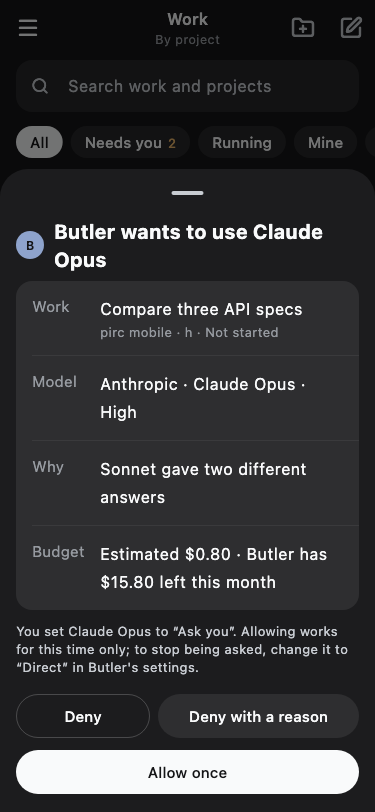 Work
By project
Search work and projects
All
Needs you 2
Running
Mine
B
Butler wants to use Claude
Opus
Work
Compare three API specs
pirc mobile · h · Not started
Model
Anthropic · Claude Opus ·
High
Why
Sonnet gave two different
answers
Budget
Estimated $0.80 · Butler has
$15.80 left this month
You set Claude Opus to “Ask you”. Allowing works
for this time only; to stop being asked, change it to
“Direct” in Butler's settings.
Deny
Deny with a reason
Allow once